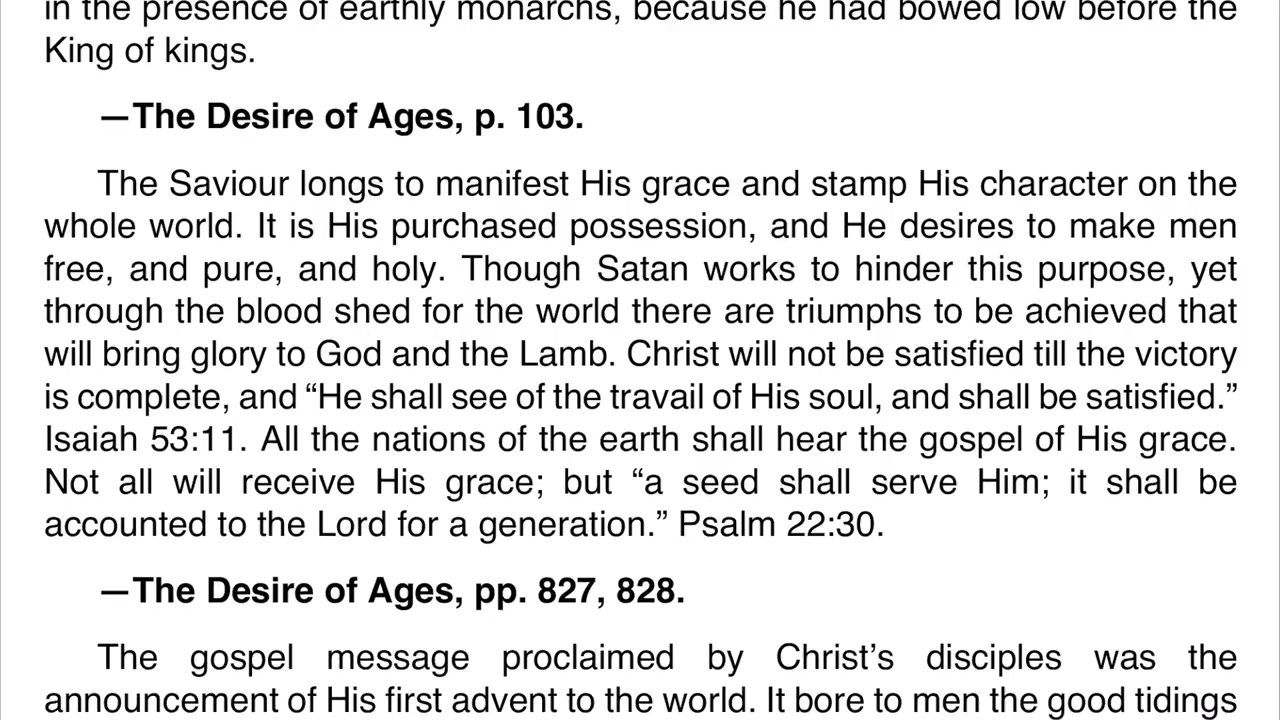 in the presence of earthly monarchs, because he had bowed low before the
King of kings.
—The Desire of Ages, p. 103.
The Saviour longs to manifest His grace and stamp His character on the
whole world. It is His purchased possession, and He desires to make men
free, and pure, and holy. Though Satan works to hinder this purpose, yet
through the blood shed for the world there are triumphs to be achieved that
will bring glory to God and the Lamb. Christ will not be satisfied till the victory
is complete, and “He shall see of the travail of His soul, and shall be satisfied.”
Isaiah 53:11. All the nations of the earth shall hear the gospel of His grace.
Not all will receive His grace; but “a seed shall serve Him; it shall be
accounted to the Lord for a generation.” Psalm 22:30.
—The Desire of Ages, pp. 827, 828.
The gospel message proclaimed by Christ’s disciples was the
announcement of His first advent to the world. It bore to men the good tidings